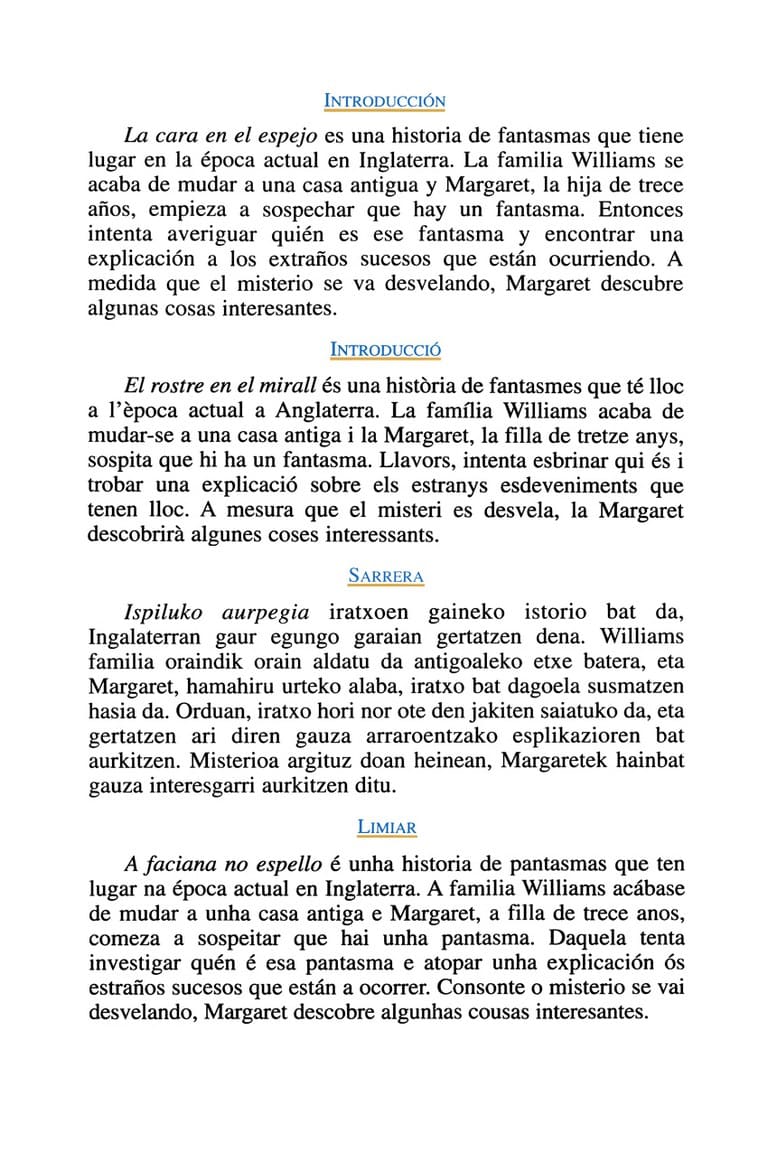 INTRODUCCIÓN
La cara en el espejo es una historia de fantasmas que tiene
lugar en la época actual en Inglaterra. La familia Williams se
acaba de mudar a una casa antigua y Margaret, la hija de trece
años, empieza a sospechar que hay un fantasma. Entonces
intenta averiguar quién es ese fantasma y encontrar una
explicación a los extraños sucesos que están ocurriendo. A
medida que el misterio se va desvelando, Margaret descubre
algunas cosas interesantes.
INTRODUCCIÓ
El rostre en el mirall és una història de fantasmes que té lloc
a l’època actual a Anglaterra. La família Williams acaba de
mudar-se a una casa antiga i la Margaret, la filla de tretze anys,
sospita que hi ha un fantasma. Llavors, intenta esbrinar qui és i
trobar una explicació sobre els estranys esdeveniments que
tenen lloc. A mesura que el misteri es desvela, la Margaret
descobrirà algunes coses interessants.
SARRERA
Ispiluko aurpegia iratxoen gaineko istorio bat da,
Ingalaterran gaur egungo garaian gertatzen dena. Williams
familia oraindik orain aldatu da antigoaleko etxe batera, eta
Margaret, hamahiru urteko alaba, iratxo bat dagoela susmatzen
hasia da. Orduan, iratxo hori nor ote den jakiten saiatuko da, eta
gertatzen ari diren gauza arraroentzako esplikazioren bat
aurkitzen. Misterioa argituz doan heinean, Margaretek hainbat
gauza interesgarri aurkitzen ditu.
LIMIAR
A faciana no espello é unha historia de pantasmas que ten
lugar na época actual en Inglaterra. A familia Williams acábase
de mudar a unha casa antiga e Margaret, a filla de trece anos,
comeza a sospeitar que hai unha pantasma. Daquela tenta
investigar quén é esa pantasma e atopar unha explicación ós
estraños sucesos que están a ocorrer. Consonte o misterio se vai
desvelando, Margaret descobre algunhas cousas interesantes.